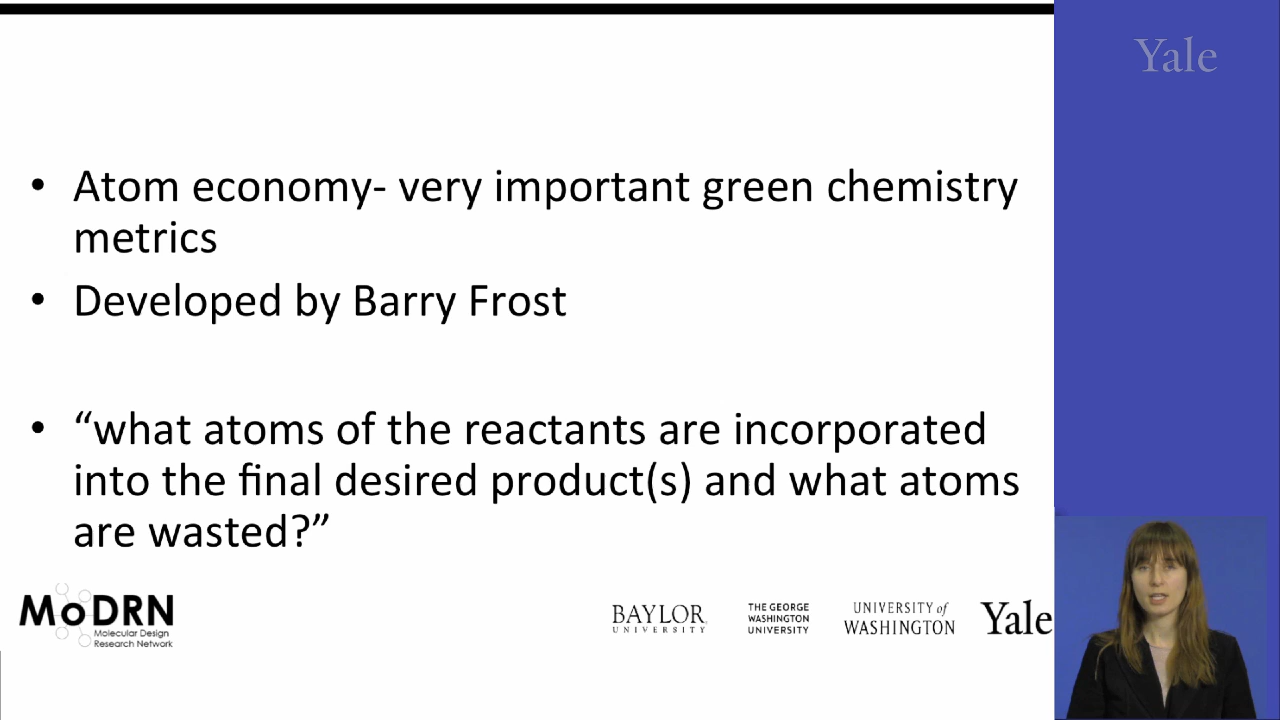 Yale
• Atom economy- very important green chemistry
metrics
• Developed by Barry Frost
• “what atoms of the reactants are incorporated
into the final desired product(s) and what atoms
are wasted?”
MoDRN
Molecular Design
Research Network
BAYLOR
UNIVERSITY
THE GEORGE
WASHINGTON
UNIVERSITY
UNIVERSITY of
WASHINGTON
Yale